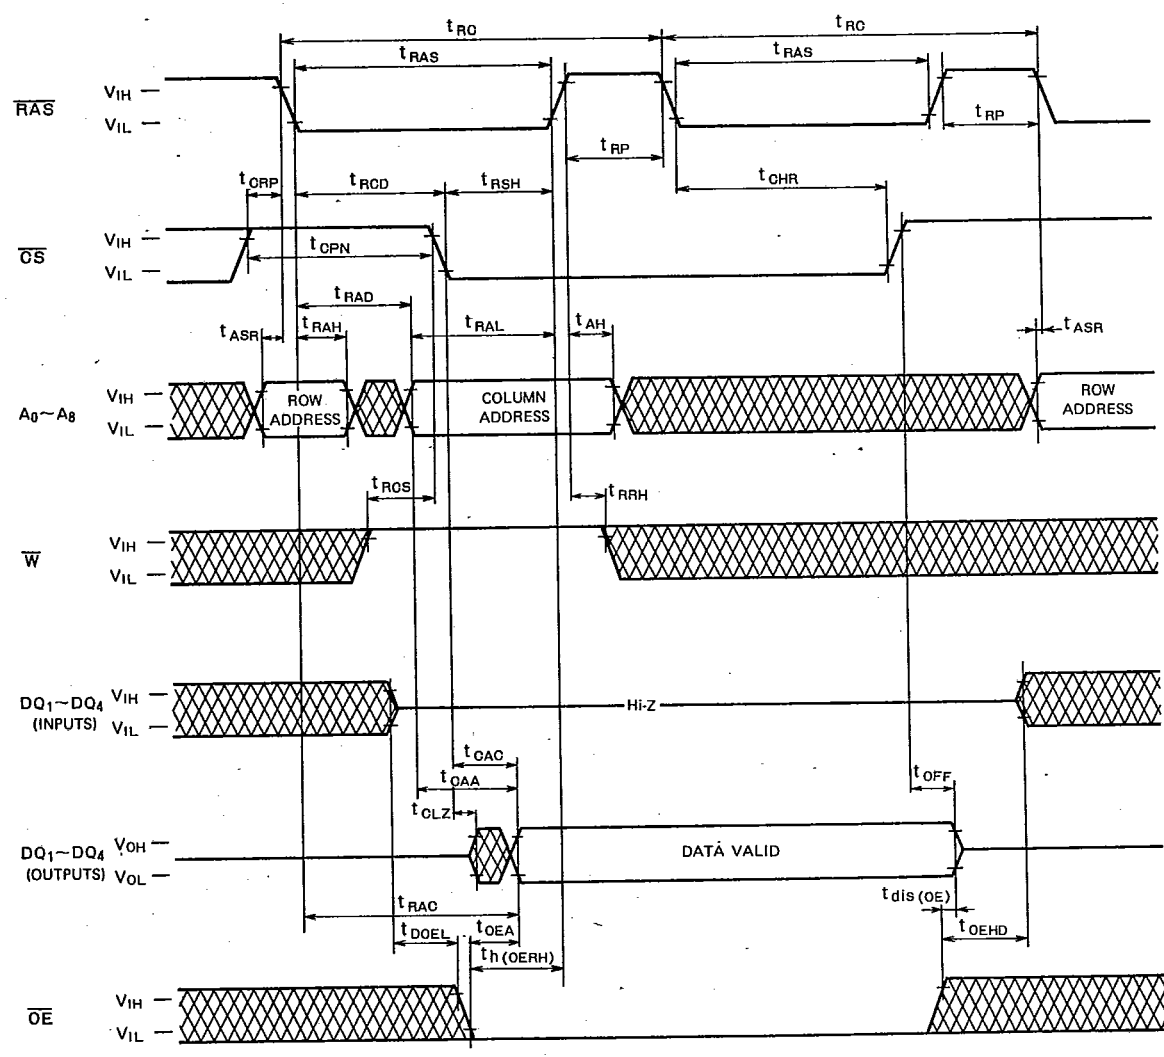 tRC tRC
tRAS tRAS
RAS VIH
VIL
tRP tRP
tCRP tRCD tRSH tCHR
CS VIH
VIL
tCPN
tRAD
tASR tRAH tRAL tAH tASR
A0~A8 VIH
VIL
ROW ADDRESS
COLUMN ADDRESS
ROW ADDRESS
tRCS tRRH
W VIH
VIL
DQ1~DQ4 (INPUTS) VIH
VIL
Hi-Z
tCAC
tCAA tOFF
tCLZ
DQ1~DQ4 (OUTPUTS) VOH
VOL
DATA VALID
tdis(OE)
tRAC
tDOEL tOEA tOEHD
th(OERH)
OE VIH
VIL